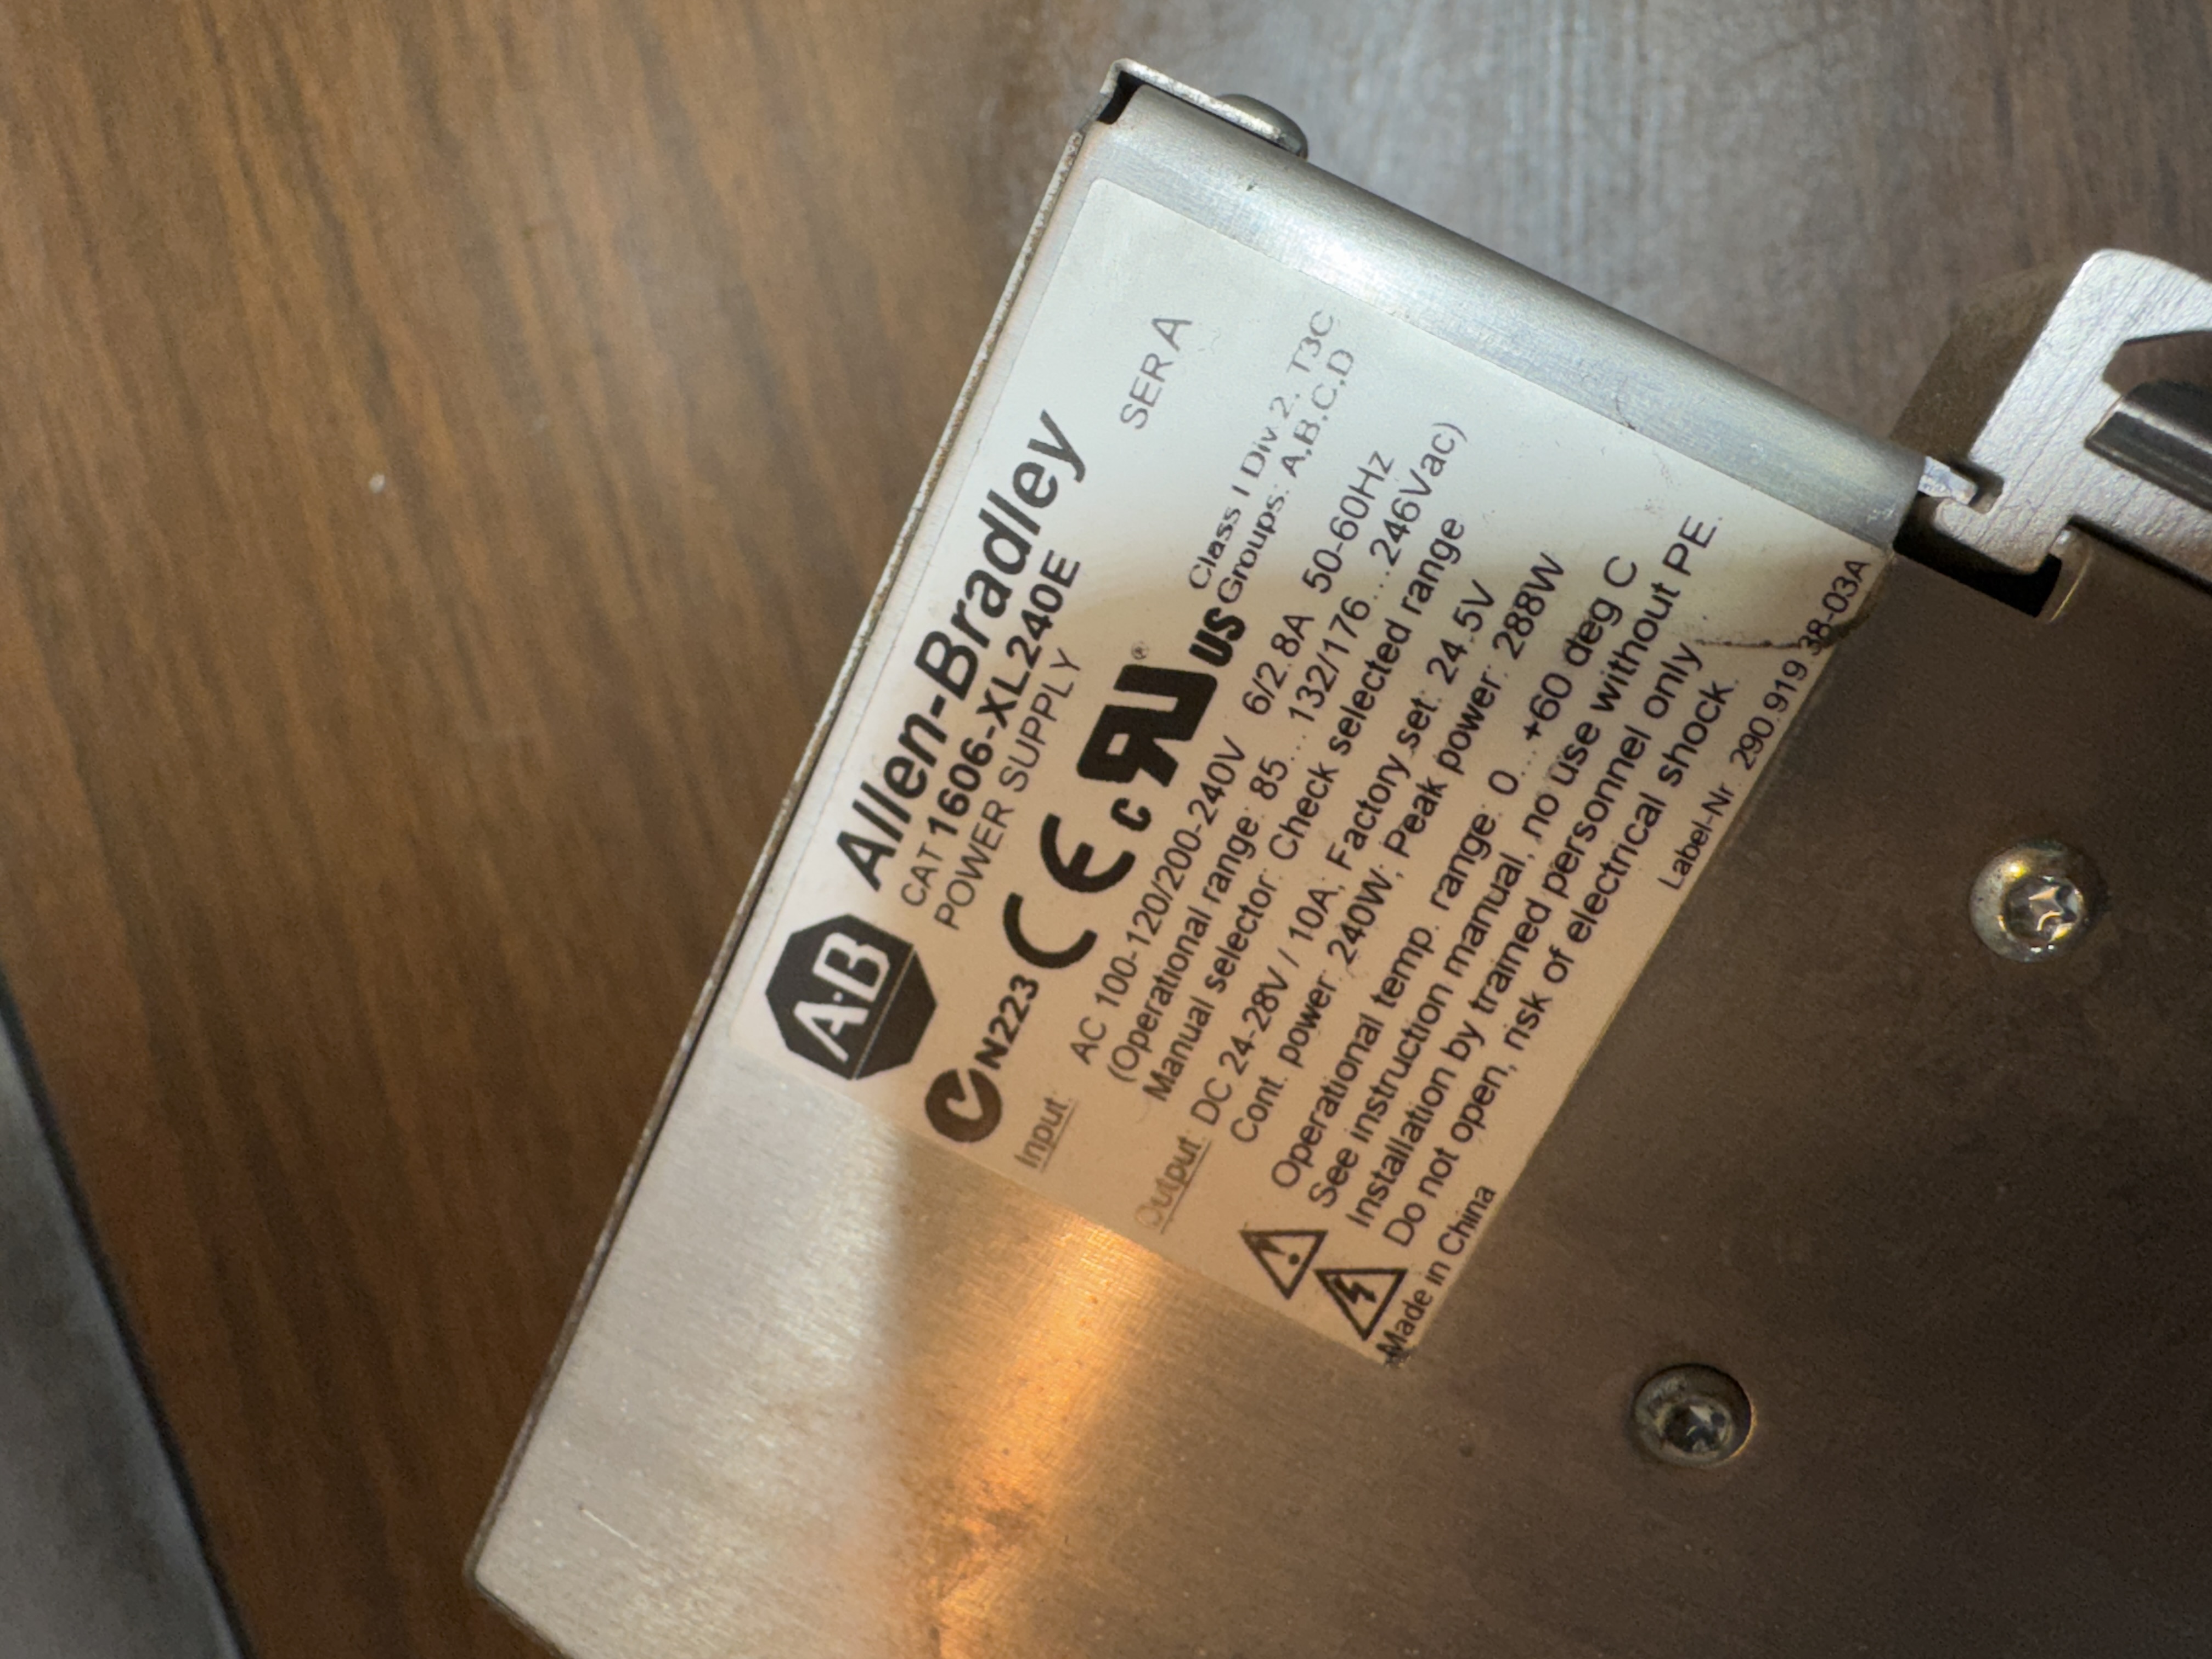 A·B Allen-Bradley
CAT 1606-XL240E SER A
POWER SUPPLY
N223 CE c RU ® US Class I Div 2, T3C
Groups: A,B,C,D
Input: AC 100-120/200-240V 6/2.8A 50-60Hz
(Operational range: 85...132/176...246Vac)
Manual selector: Check selected range
Output: DC 24-28V / 10A; Factory set: 24.5V
Cont. power 240W; Peak power: 288W
Operational temp. range: 0...+60 deg C
See instruction manual, no use without PE.
Installation by trained personnel only
Do not open, risk of electrical shock.
Made in China Label-Nr. 290.919.38-03A